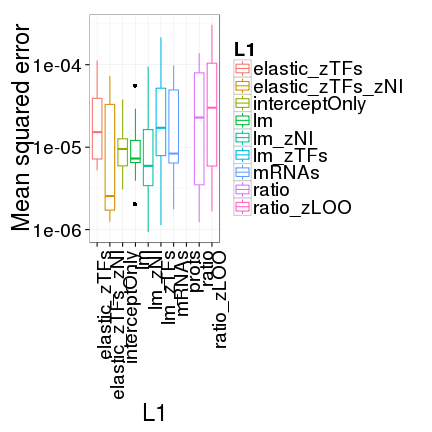 Mean squared error
1e-04
1e-05
1e-06
elastic_zTFs
elastic_zTFs_zNI
interceptOnly
lm
lm_zNI
lm_zTFs
mRNAs
prots
ratio
ratio_zLOO
L1
L1
elastic_zTFs
elastic_zTFs_zNI
interceptOnly
lm
lm_zNI
lm_zTFs
mRNAs
ratio
ratio_zLOO